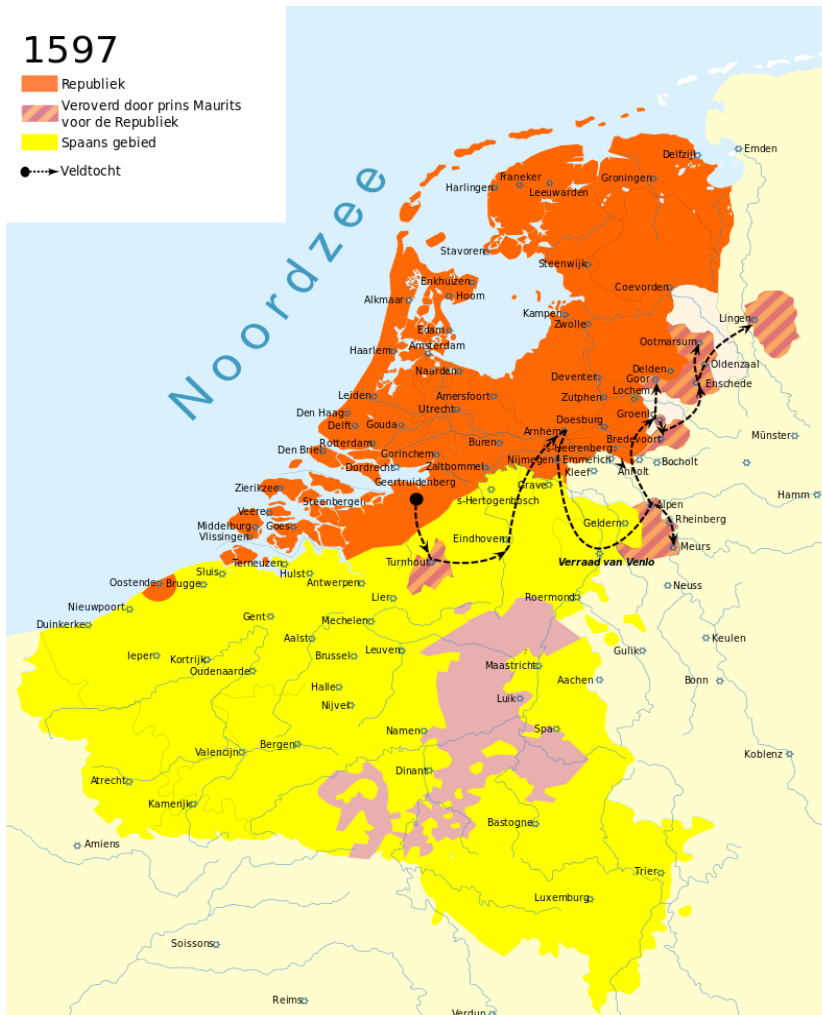 1597
Republiek
Veroverd door prins Maurits
voor de Republiek
Spaans gebied
Veldtocht
Noordzee
Emden
Delfzijl
Groningen
Franeker
Harlingen
Leeuwarden
Stavoren
Steenwijk
Enkhuizen
Hoorn
Coevorden
Alkmaar
Kampen
Zwolle
Lingen
Edam
Ootmarsum
Haarlem
Amsterdam
Oldenzaal
Naarden
Deventer
Delden
Goor
Enschede
Lochem
Leiden
Amersfoort
Zutphen
Utrecht
Den Haag
Groenlo
Delft
Gouda
Doesburg
Arnhem
Bredevoort
Münster
Rotterdam
Buren
s-Heerenberg
Den Briel
Gorinchem
Nijmegen
Emmerich
Bocholt
Dordrecht
Zaltbommel
Kleef
Anholt
Geertruidenberg
Grave
Zierikzee
s-Hertogenbosch
Hamm
Steenbergen
Alpen
Veere
Rheinberg
Middelburg
Goes
Geldern
Vlissingen
Eindhoven
Meurs
Terneuzen
Turnhout
Verraad van Venlo
Sluis
Hulst
Oostende
Brugge
Antwerpen
Neuss
Lier
Roermond
Nieuwpoort
Gent
Duinkerke
Mechelen
Aalst
Keulen
Ieper
Kortrijk
Brussel
Leuven
Gulik
Oudenaarde
Maastricht
Aachen
Bonn
Halle
Luik
Nijvel
Namen
Spa
Bergen
Valencijn
Koblenz
Dinant
Atrecht
Kamerijk
Bastogne
Amiens
Trier
Luxemburg
Soissons
Reims
Verdun